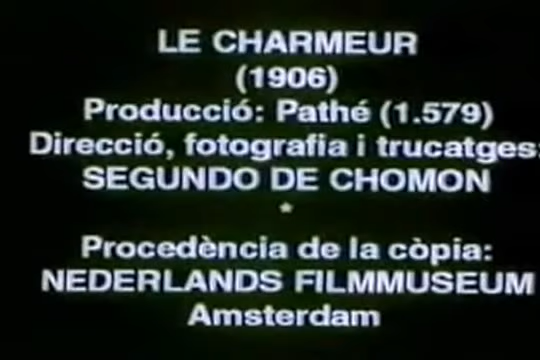 LE CHARMEUR
(1906)
Producció: Pathé (1.579)
Direcció, fotografia i trucatges:
SEGUNDO DE CHOMON
*
Procedència de la còpia:
NEDERLANDS FILMMUSEUM
Amsterdam